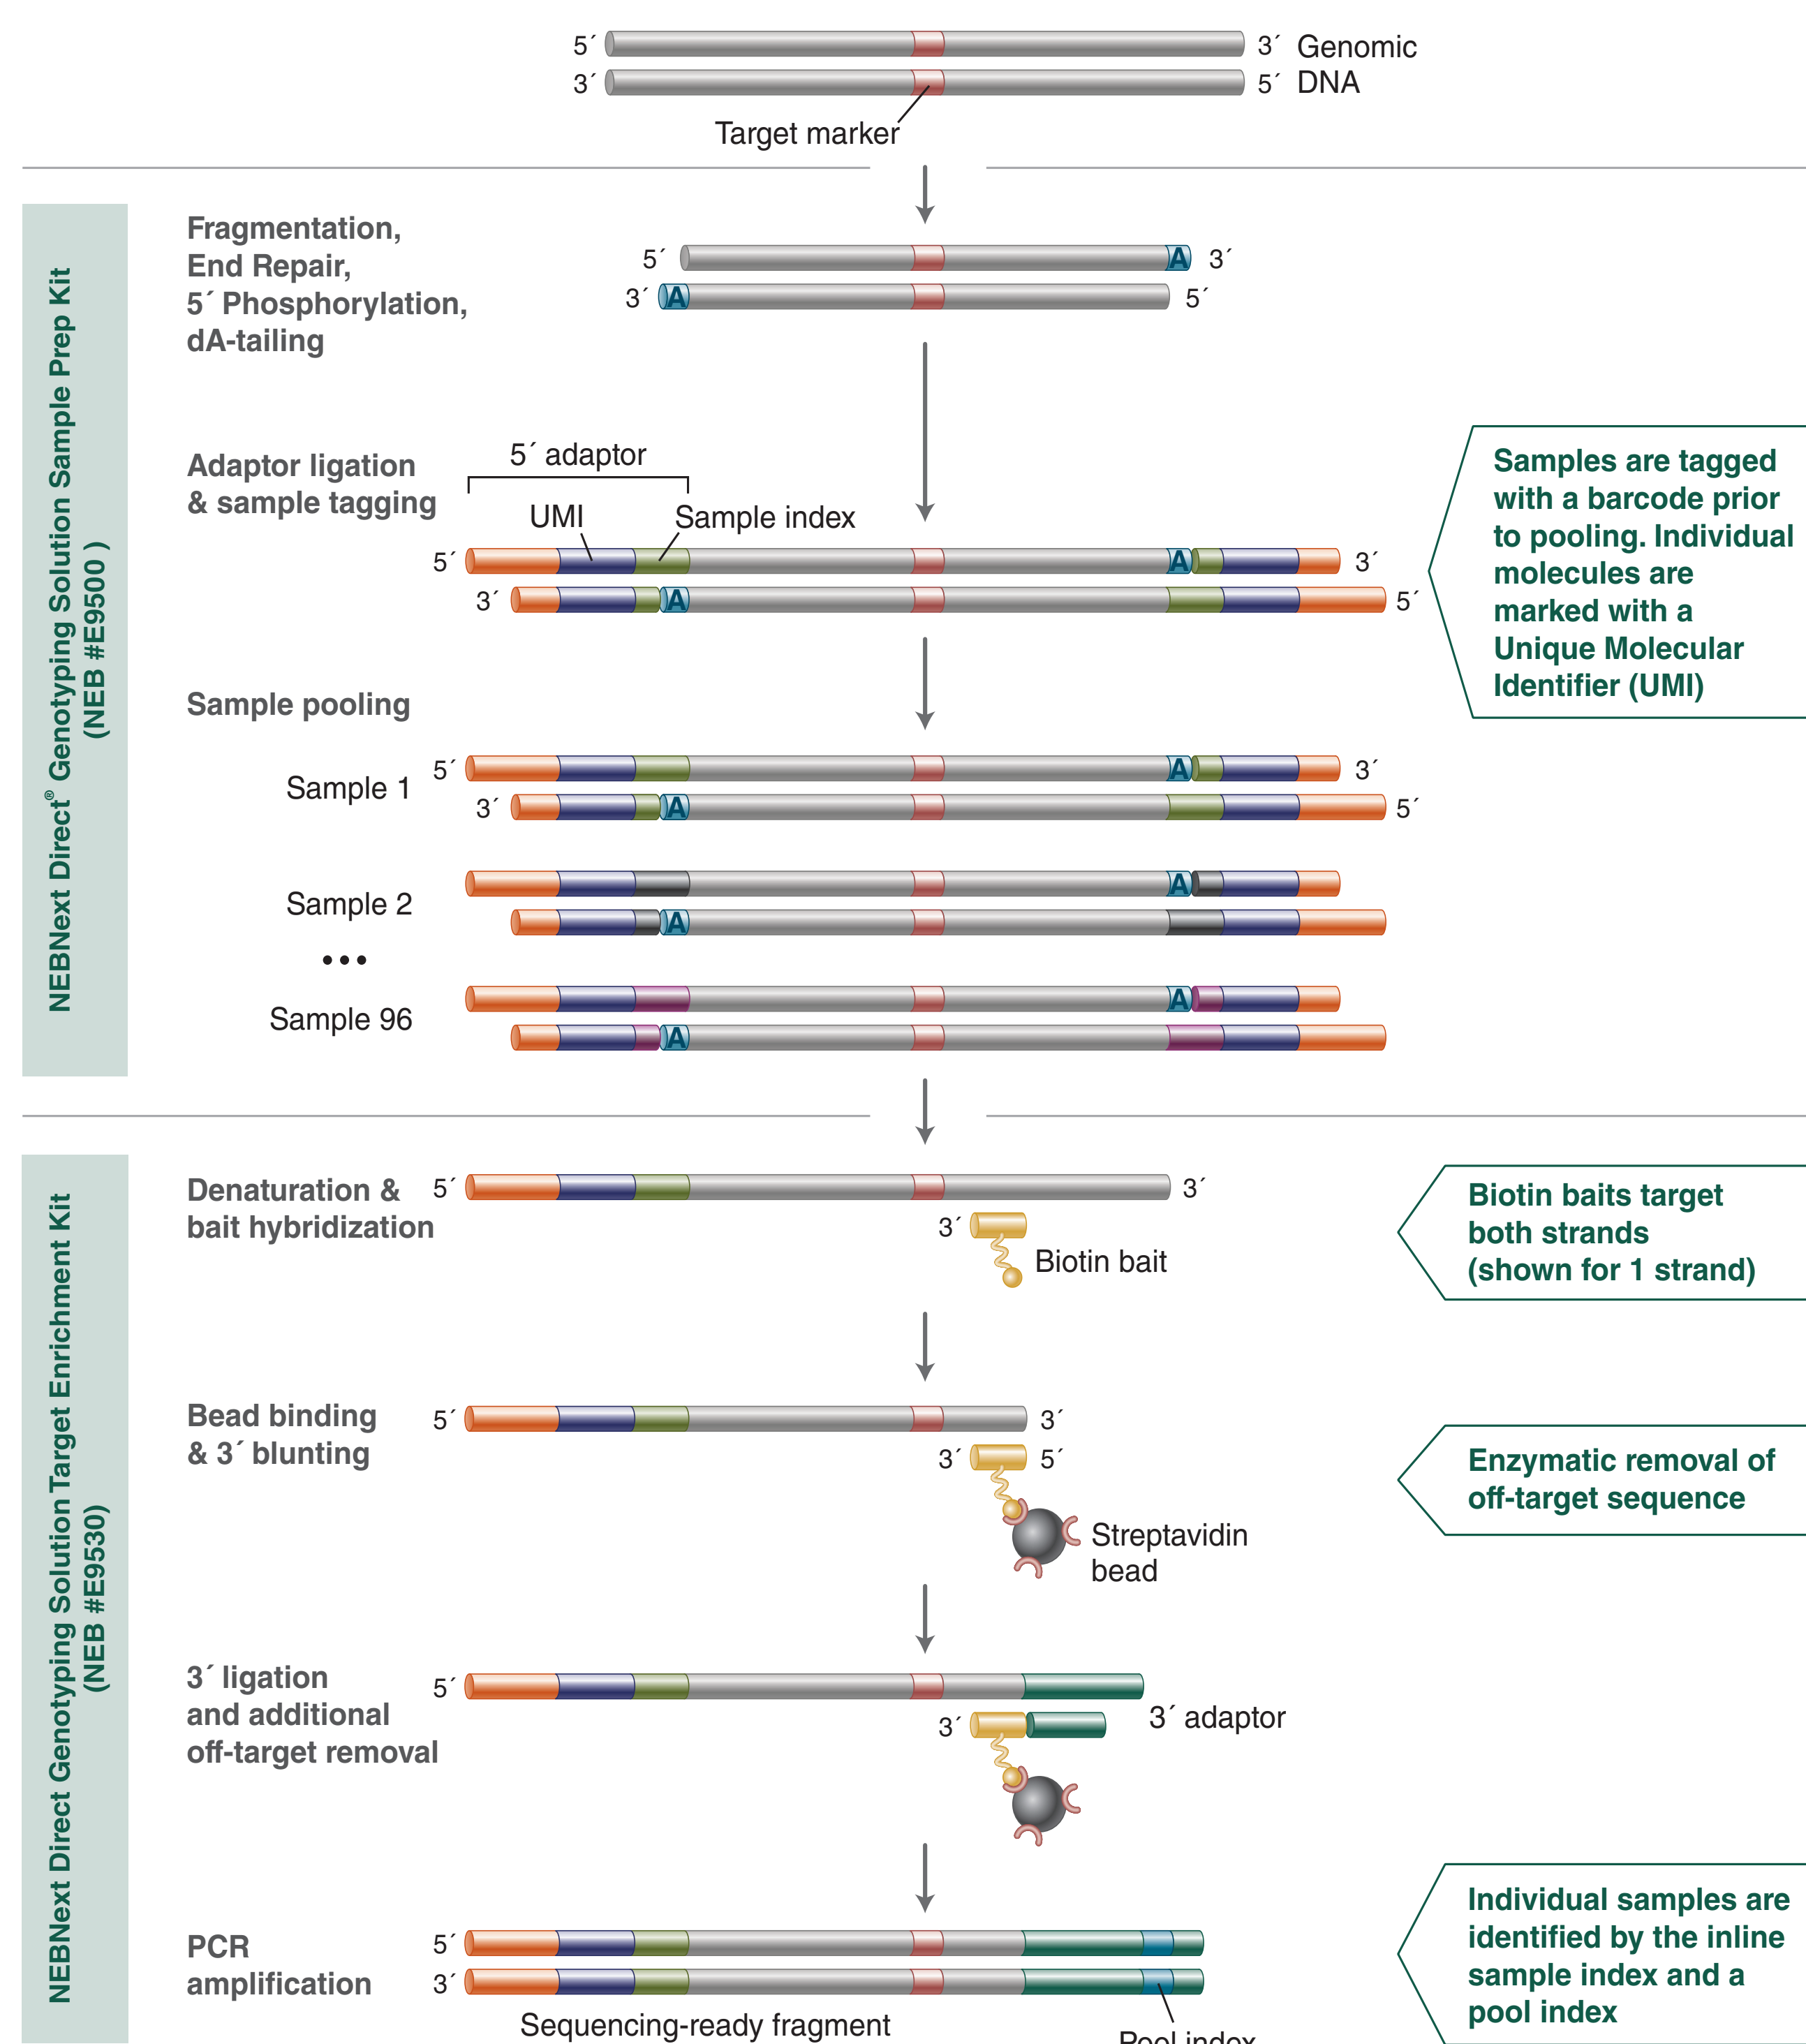 5´
3´
Genomic
3´
5´
DNA
Target marker
NEBNext Direct® Genotyping Solution Sample Prep Kit
(NEB #E9500 )
Fragmentation,
End Repair,
5´ Phosphorylation,
dA-tailing
5´
A
3´
3´
A
5´
Adaptor ligation
& sample tagging
5´ adaptor
UMI
Sample index
5´
A
3´
3´
A
5´
Samples are tagged
with a barcode prior
to pooling. Individual
molecules are
marked with a
Unique Molecular
Identifier (UMI)
Sample pooling
Sample 1
5´
A
3´
3´
A
5´
Sample 2
A
A
•••
Sample 96
A
A
NEBNext Direct Genotyping Solution Target Enrichment Kit
(NEB #E9530)
Denaturation &
bait hybridization
5´
3´
3´
Biotin bait
Biotin baits target
both strands
(shown for 1 strand)
Bead binding
& 3´ blunting
5´
3´
3´
5´
Streptavidin
bead
Enzymatic removal of
off-target sequence
3´ ligation
and additional
off-target removal
5´
3´
3´ adaptor
PCR
amplification
5´
3´
Sequencing-ready fragment
Pool index
Individual samples are
identified by the inline
sample index and a
pool index